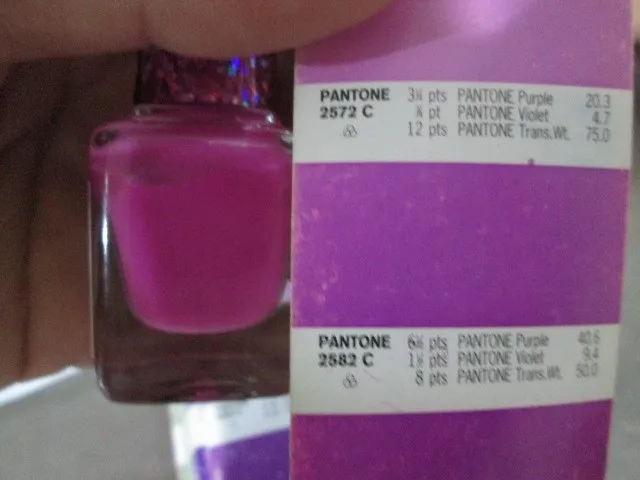 PANTONE 3¼ pts PANTONE Purple 20.3
2572 C ¾ pt PANTONE Violet 4.7
12 pts PANTONE Trans.Wt. 75.0
PANTONE 6½ pts PANTONE Purple 40.6
2582 C 1½ pts PANTONE Violet 9.4
8 pts PANTONE Trans.Wt. 50.0